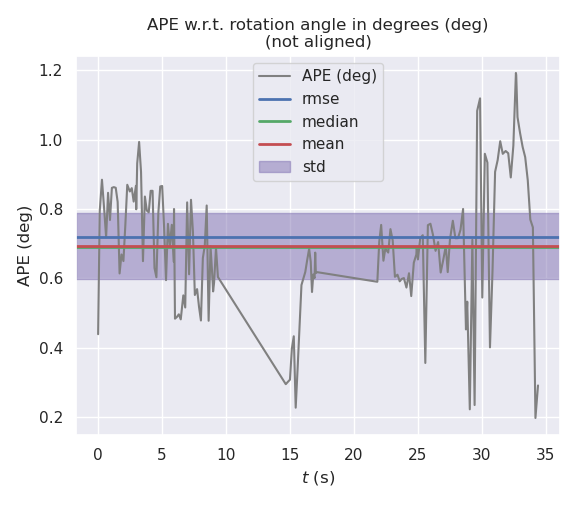 APE w.r.t. rotation angle in degrees (deg)
(not aligned)
APE (deg)
rmse
median
mean
std
APE (deg)
1.2
1.0
0.8
0.6
0.4
0.2
0 5 10 15 20 25 30 35
t (s)